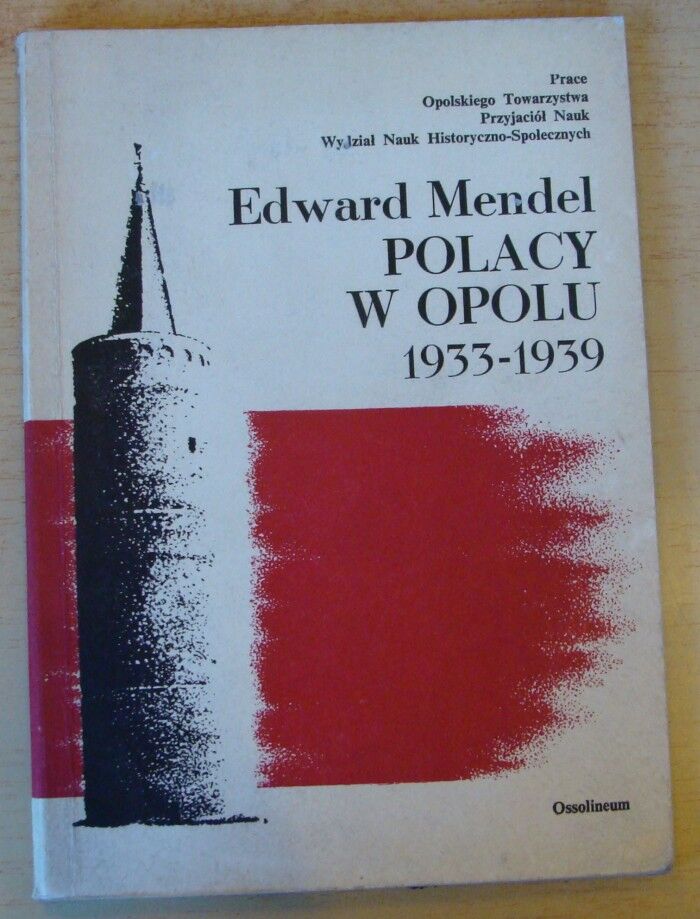 Prace
Opolskiego Towarzystwa
Przyjaciół Nauk
Wydział Nauk Historyczno-Społecznych
Edward Mendel
POLACY
W OPOLU
1933-1939
Ossolineum